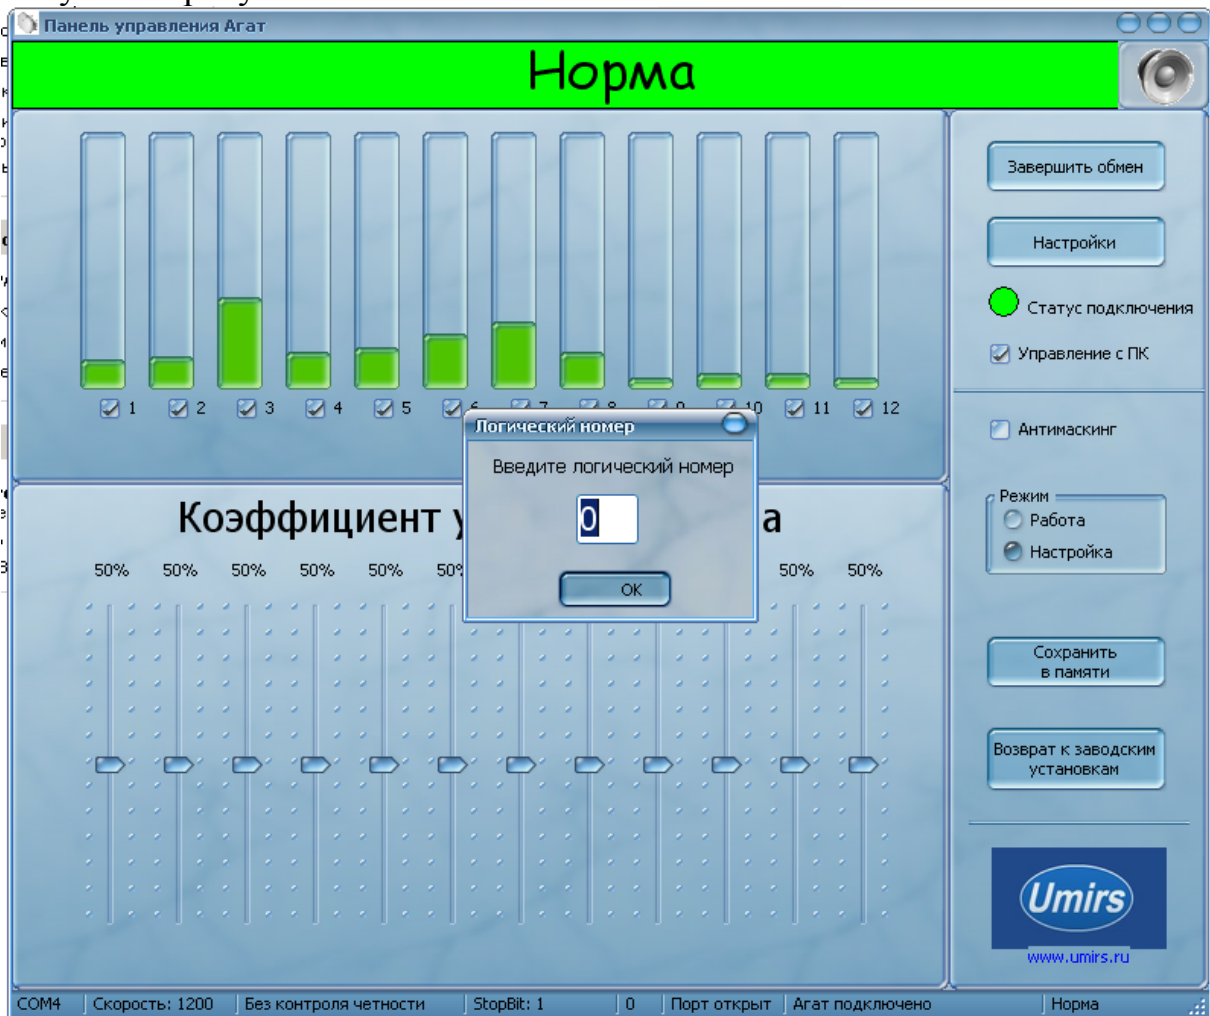 Панель управления Агат
Норма
1 2 3 4 5 10 11 12
Коэффициент
50% 50% 50% 50% 50% 50% 50%
Логический номер
Введите логический номер
0
OK
Завершить обмен
Настройки
Статус подключения
Управление с ПК
Антимаскинг
Режим
Работа
Настройка
Сохранить
в памяти
Возврат к заводским
установкам
Umirs
www.umirs.ru
COM4 Скорость: 1200 Без контроля четности StopBit: 1 0 Порт открыт Агат подключено Норма